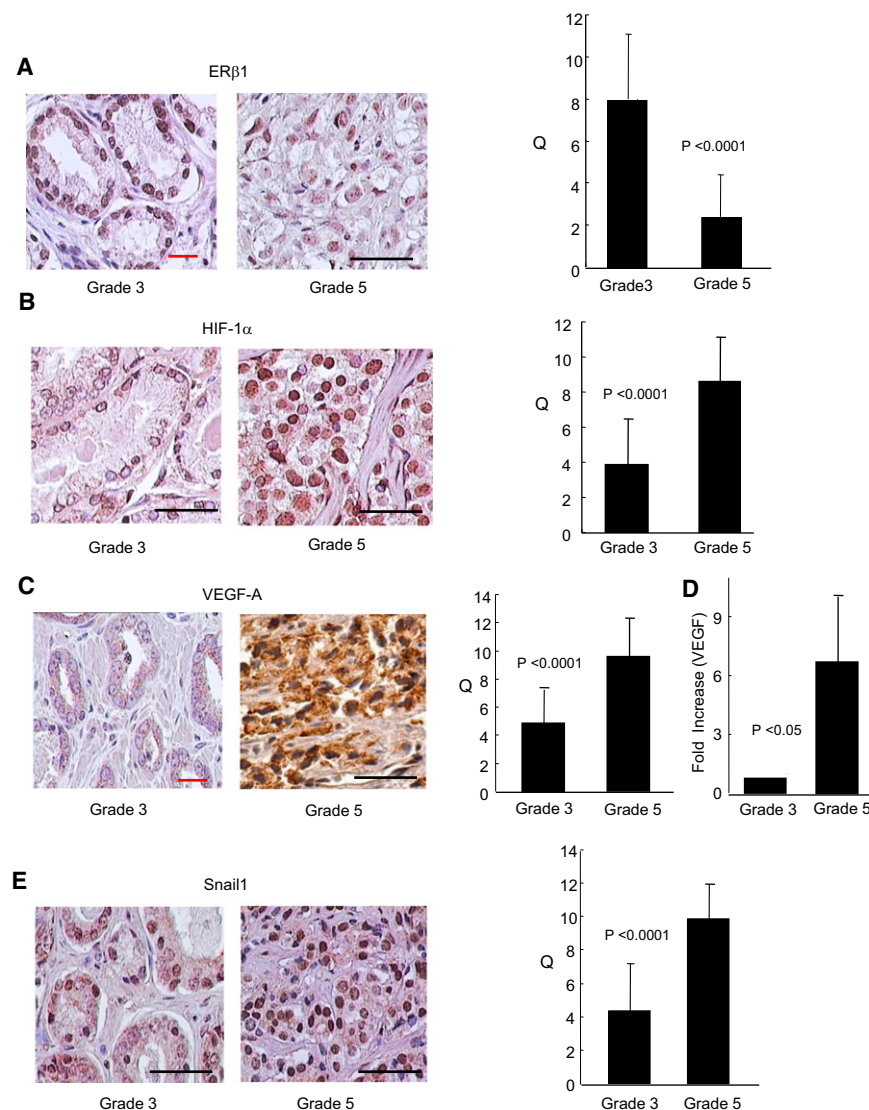 A
ERβ1
Grade 3
Grade 5
12
10
8
6
4
2
0
Q
P <0.0001
Grade3
Grade 5
B
HIF-1α
Grade 3
Grade 5
12
10
8
6
4
2
0
Q
P <0.0001
Grade 3
Grade 5
C
VEGF-A
Grade 3
Grade 5
14
12
10
8
6
4
2
0
Q
P <0.0001
Grade 3
Grade 5
D
Fold Increase (VEGF)
9
6
3
0
P <0.05
Grade 3
Grade 5
E
Snail1
Grade 3
Grade 5
14
12
10
8
6
4
2
0
Q
P <0.0001
Grade 3
Grade 5